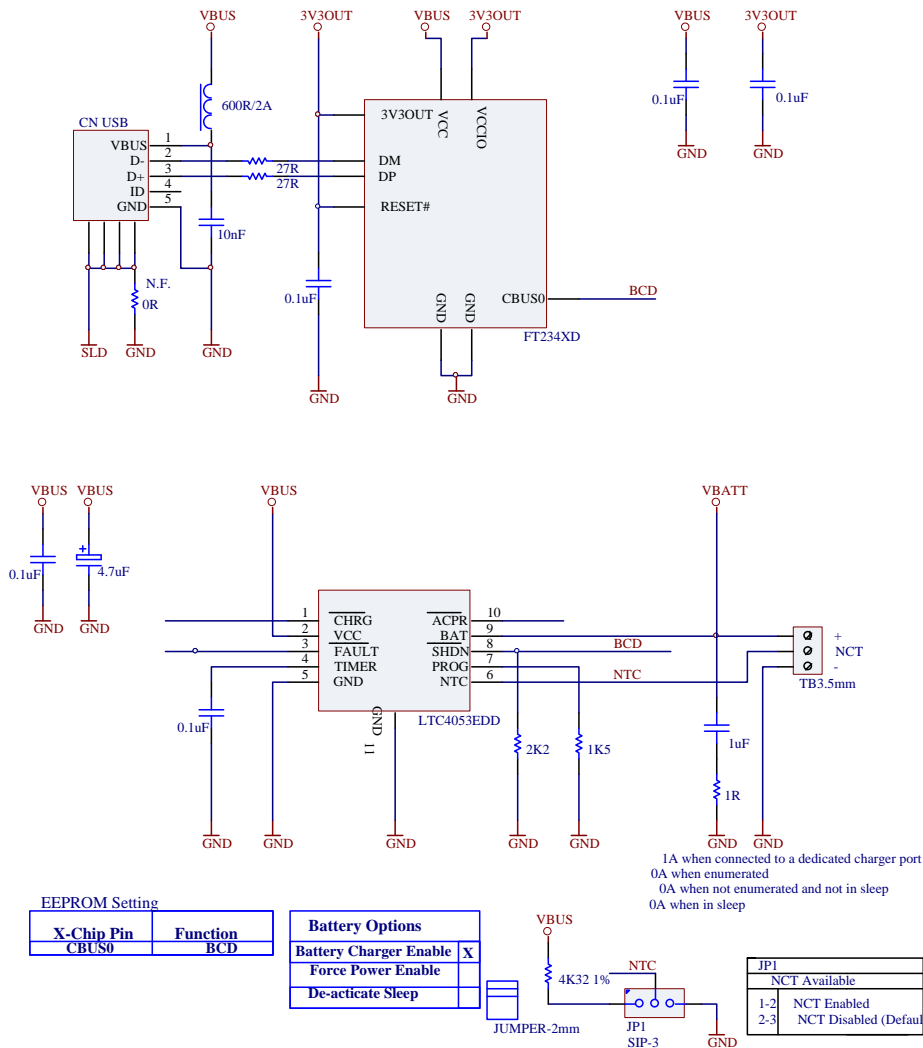 VBUS
3V3OUT
VBUS
3V3OUT
VBUS
3V3OUT
600R/2A
CN USB
VBUS 1
D- 2
D+ 3
ID 4
GND 5
27R
27R
10nF
N.F.
0R
SLD
GND
GND
0.1uF
GND
3V3OUT
VCC
VCCIO
DM
DP
RESET#
CBUS0
BCD
GND
GND
FT234XD
GND
0.1uF
GND
0.1uF
GND
VBUS
VBUS
0.1uF
4.7uF
GND
GND
VBUS
VBATT
1 CHRG
2 VCC
3 FAULT
4 TIMER
5 GND
ACPR 10
BAT 9
SHDN 8
PROG 7
NTC 6
GND
11
LTC4053EDD
BCD
NTC
+
NCT
-
TB3.5mm
0.1uF
2K2
1K5
1uF
1R
GND
GND
GND
GND
GND
GND
GND
1A when connected to a dedicated charger port
0A when enumerated
0A when not enumerated and not in sleep
0A when in sleep
EEPROM Setting
X-Chip Pin Function
CBUS0 BCD
Battery Options
Battery Charger Enable X
Force Power Enable
De-acticate Sleep
JUMPER-2mm
VBUS
4K32 1%
NTC
JP1
SIP-3
GND
JP1
NCT Available
1-2 NCT Enabled
2-3 NCT Disabled (Defaul